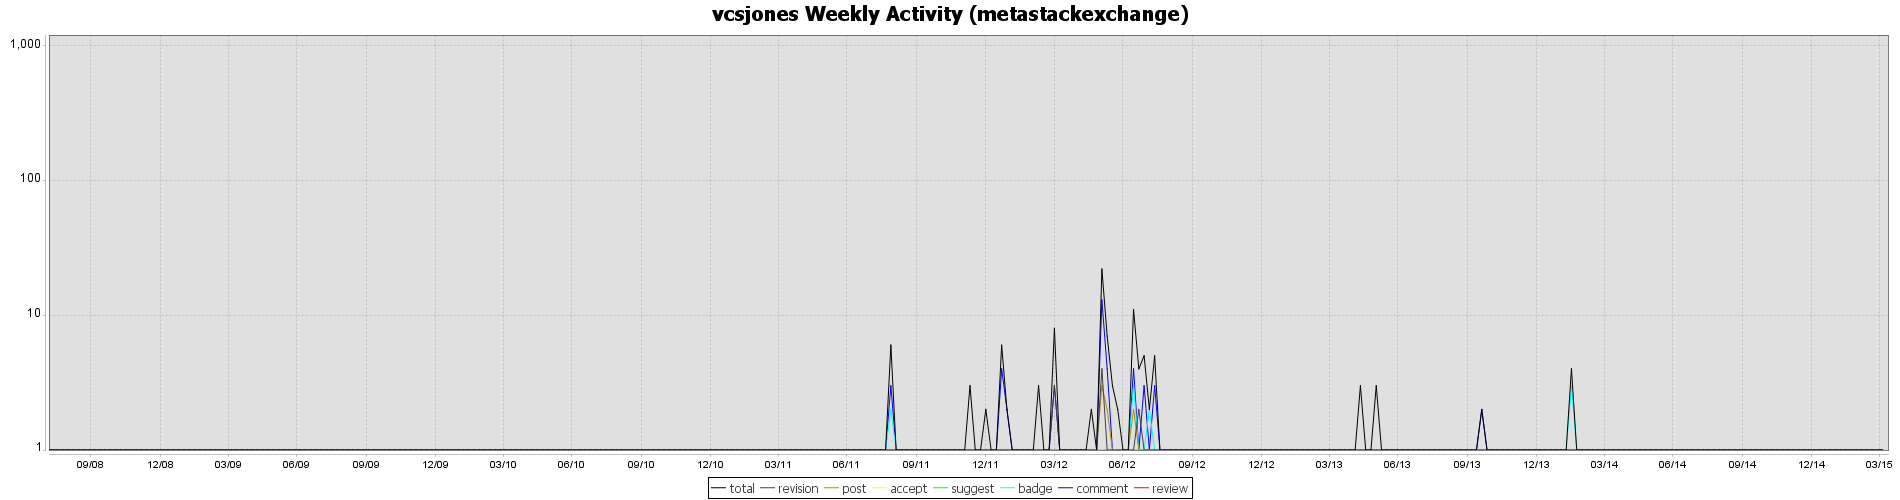 vcsjones Weekly Activity (metastackexchange)
1,000
100
10
1
09/08 12/08 03/09 06/09 09/09 12/09 03/10 06/10 09/10 12/10 03/11 06/11 09/11 12/11 03/12 06/12 09/12 12/12 03/13 06/13 09/13 12/13 03/14 06/14 09/14 12/14 03/15
total revision post accept suggest badge comment review